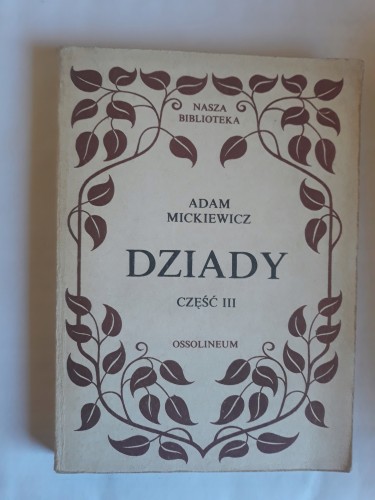 NASZA
BIBLIOTEKA
ADAM
MICKIEWICZ
DZIADY
CZĘŚĆ III
OSSOLINEUM